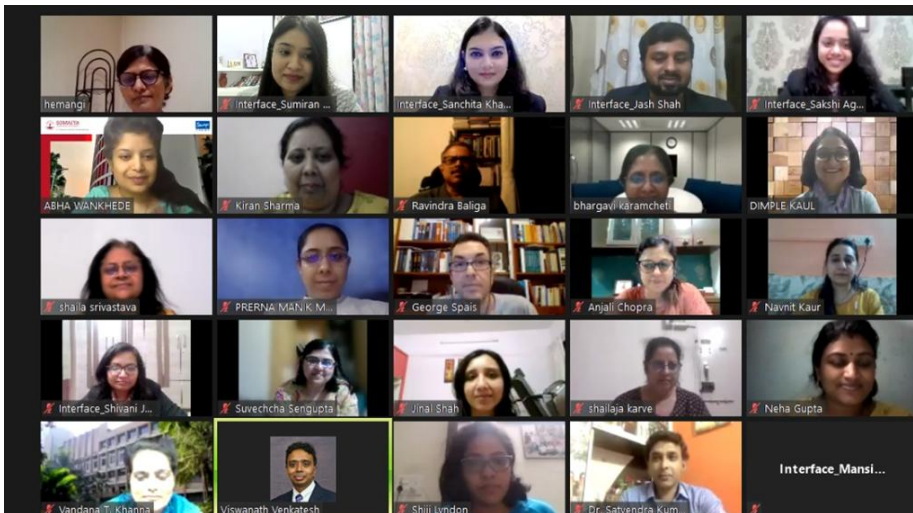 hemangi
Interface_Sumiran ...
Interface_Sanchita Kha...
Interface_Jash Shah
Interface_Sakshi Ag...
SOMAIYA
ABHA WANKHEDE
Kiran Sharma
Ravindra Baliga
bhargavi karamcheti
DIMPLE KAUL
shaila srivastava
PRERNA MANIK M...
George Spais
Anjali Chopra
Navnit Kaur
Interface_Shivani J...
Suvechcha Sengupta
Jinal Shah
shailaja karve
Neha Gupta
Vandana T. Khanna
Viswanath Venkatesh
Shiji Lyndon
Dr. Satyendra Kum...
Interface_Mansi...